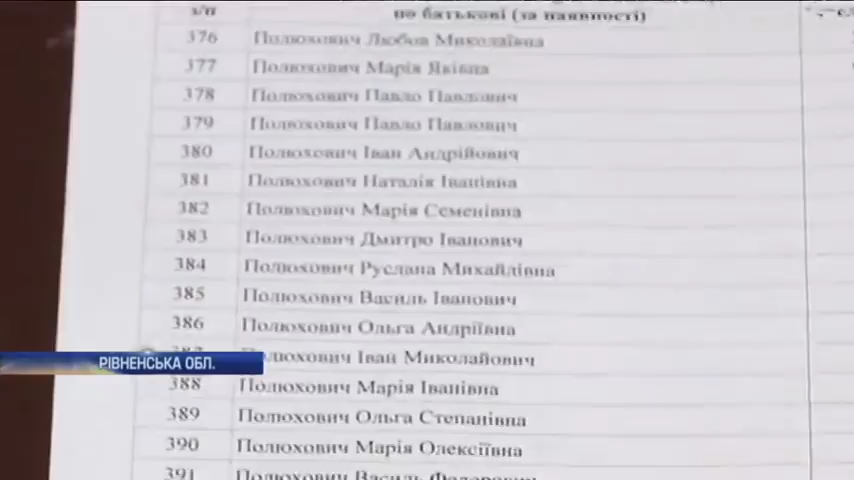 з/п по батькові (за наявності)
376 Полюхович Любов Миколаївна
377 Полюхович Марія Яківна
378 Полюхович Павло Павлович
379 Полюхович Павло Павлович
380 Полюхович Іван Андрійович
381 Полюхович Наталія Іванівна
382 Полюхович Марія Семенівна
383 Полюхович Дмитро Іванович
384 Полюхович Руслана Михайлівна
385 Полюхович Василь Іванович
386 Полюхович Ольга Андріївна
РІВНЕНСЬКА ОБЛ.
Іван Миколайович
388 Полюхович Марія Іванівна
389 Полюхович Ольга Степанівна
390 Полюхович Марія Олексіївна
391 Полюхович Василь Федорович